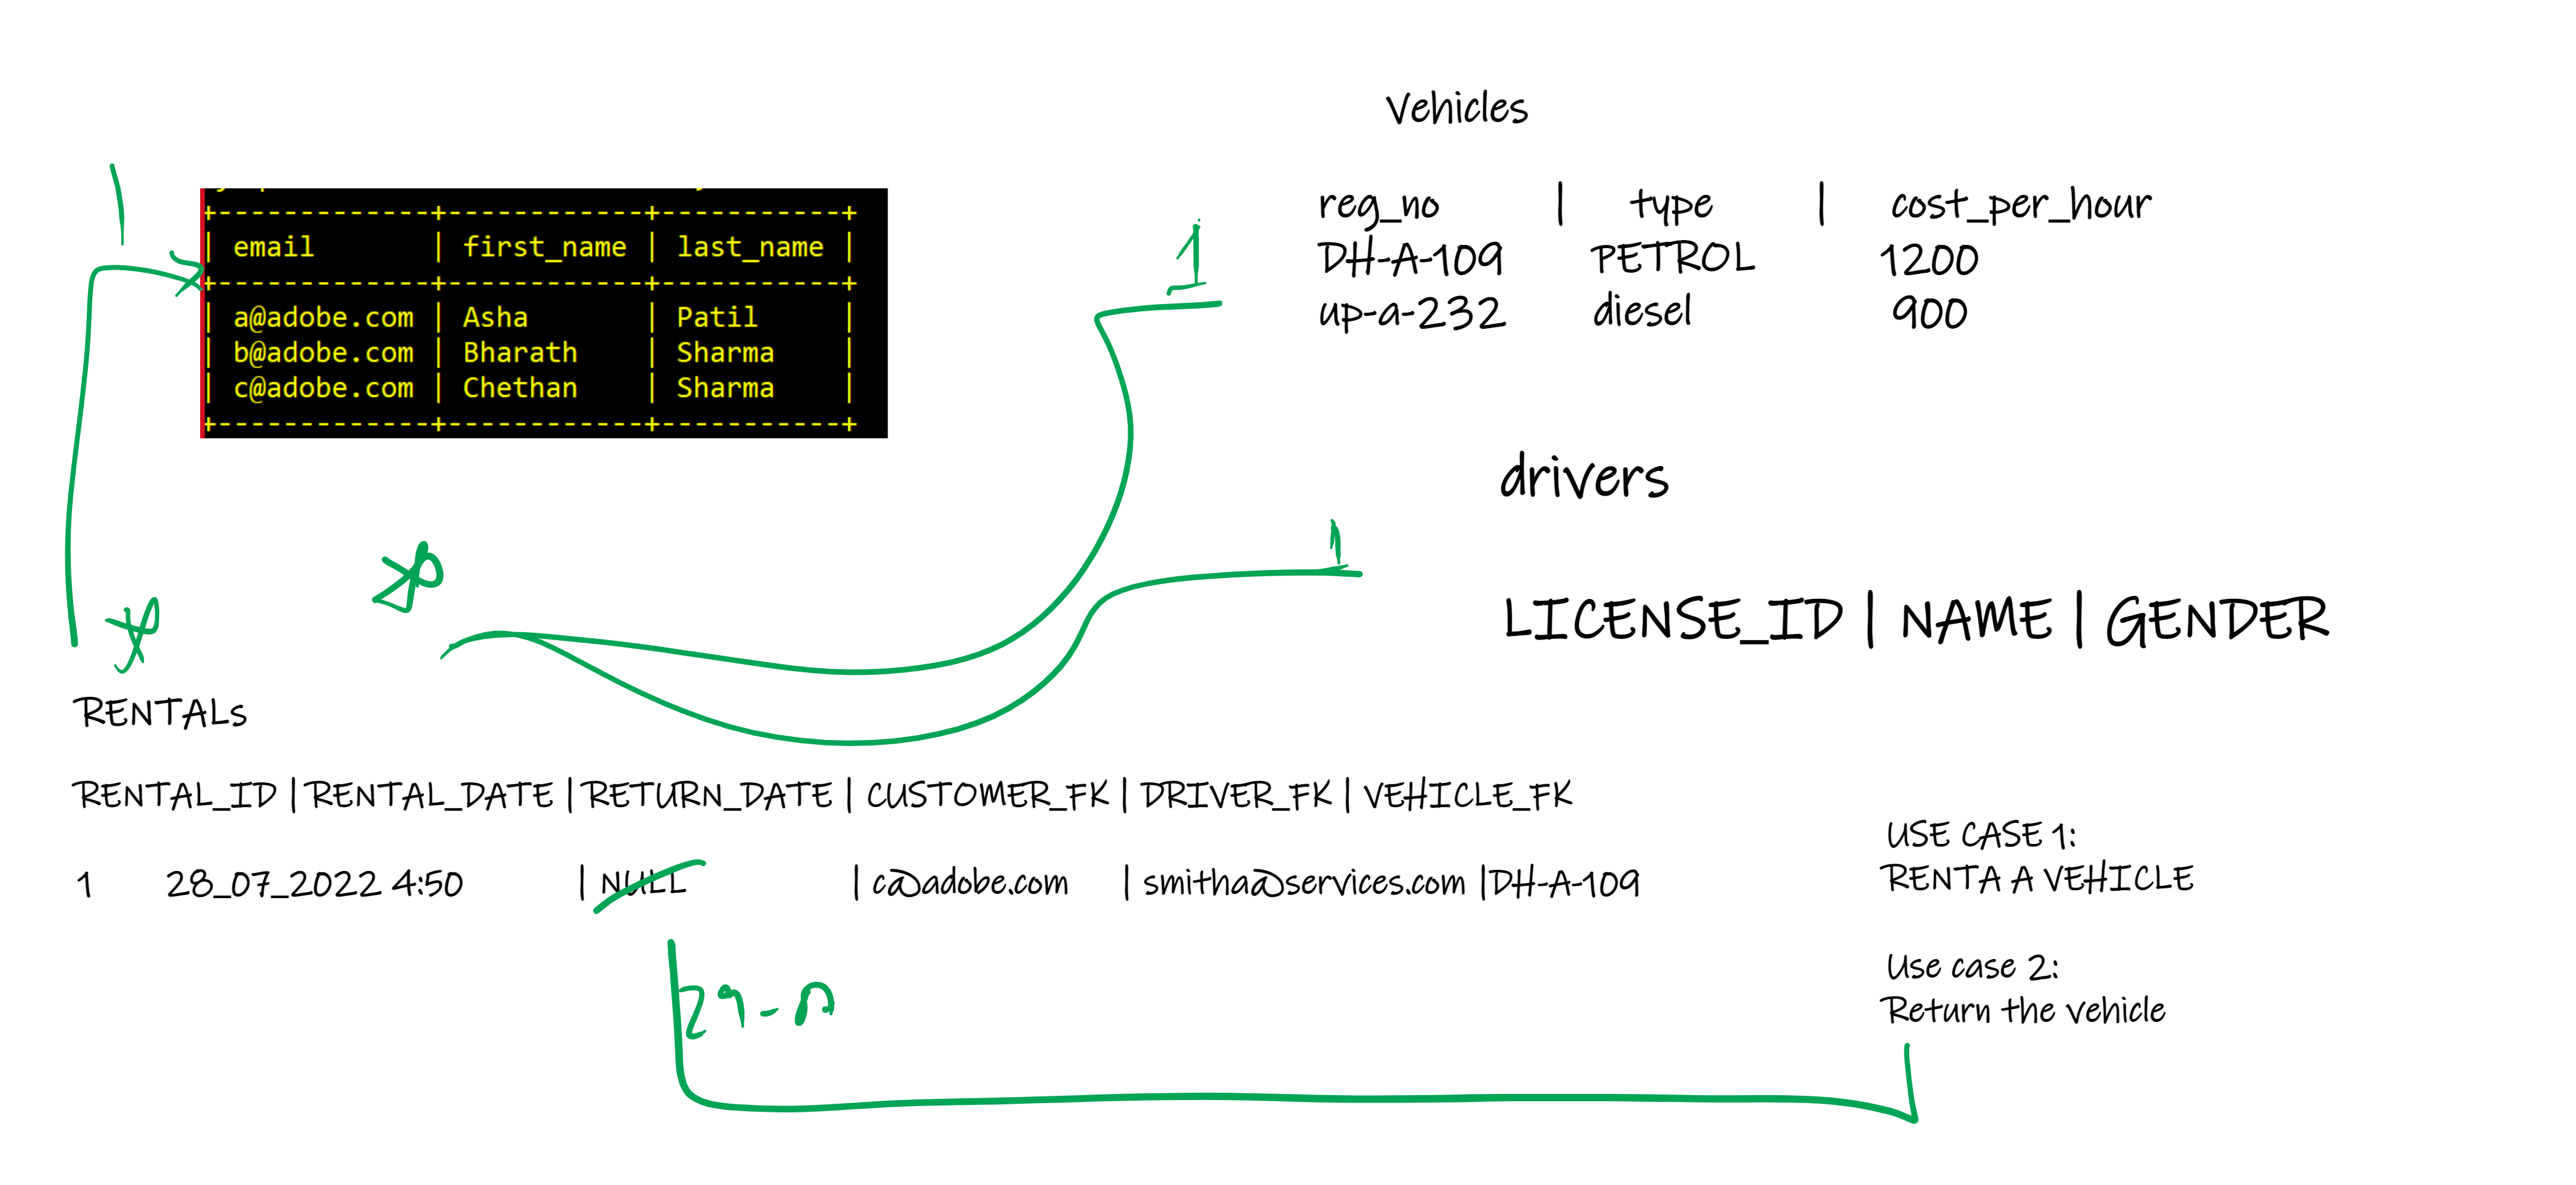 Vehicles
reg_no | type | cost_per_hour
DH-A-109 PETROL 1200
up-a-232 diesel 900
1
+-------------+------------+-----------+
| email | first_name | last_name |
+-------------+------------+-----------+
| a@adobe.com | Asha | Patil |
| b@adobe.com | Bharath | Sharma |
| c@adobe.com | Chethan | Sharma |
+-------------+------------+-----------+
1
drivers
1
LICENSE_ID | NAME | GENDER
*
*
RENTALs
RENTAL_ID | RENTAL_DATE | RETURN_DATE | CUSTOMER_FK | DRIVER_FK | VEHICLE_FK
1 28_07_2022 4:50 | NULL | c@adobe.com | smitha@services.com | DH-A-109
29-
USE CASE 1:
RENTA A VEHICLE
Use case 2:
Return the vehicle